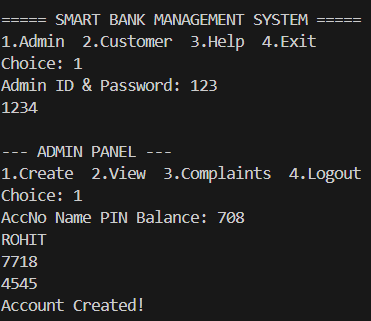 ===== SMART BANK MANAGEMENT SYSTEM =====
1.Admin  2.Customer  3.Help  4.Exit
Choice: 1
Admin ID & Password: 123
1234

--- ADMIN PANEL ---
1.Create  2.View  3.Complaints  4.Logout
Choice: 1
AccNo Name PIN Balance: 708
ROHIT
7718
4545
Account Created!